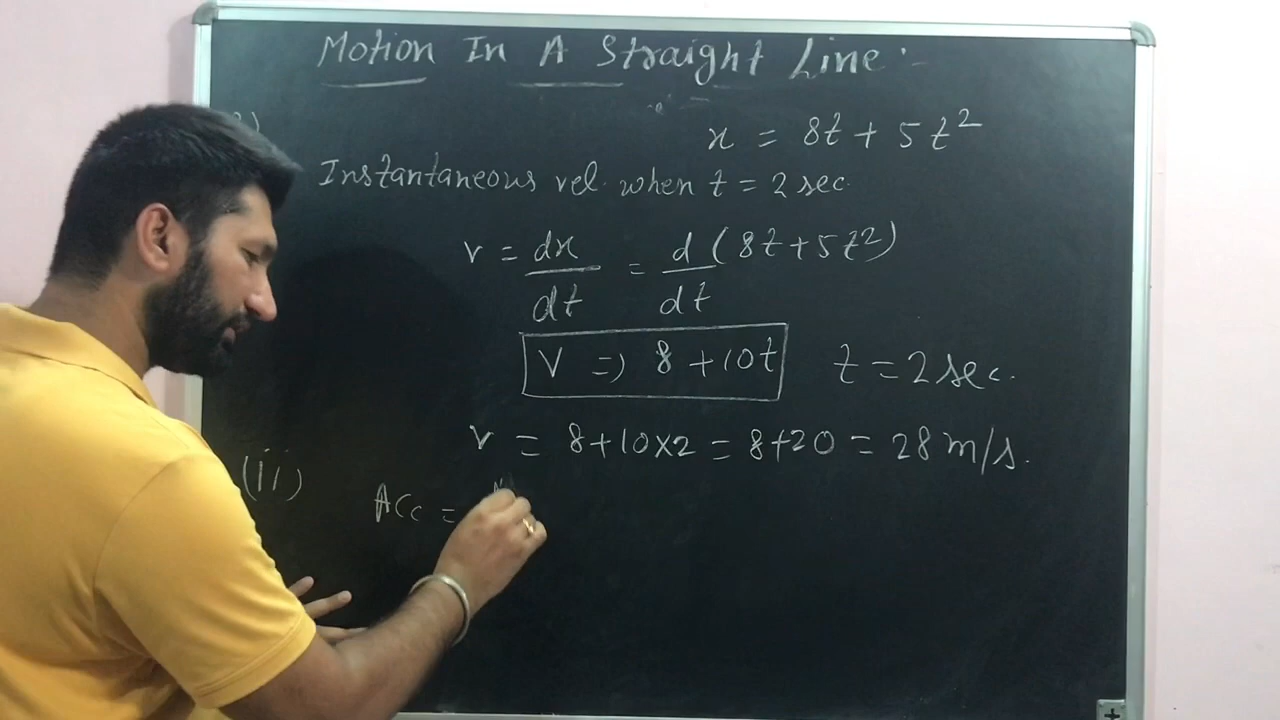 Motion In A Straight Line
x = 8t + 5t²
Instantaneous vel. when t = 2 sec.
v = dx/dt = d/dt (8t + 5t²)
V => 8 + 10t t = 2 sec.
v = 8 + 10 x 2 = 8 + 20 = 28 m/s.
(ii) Acc =